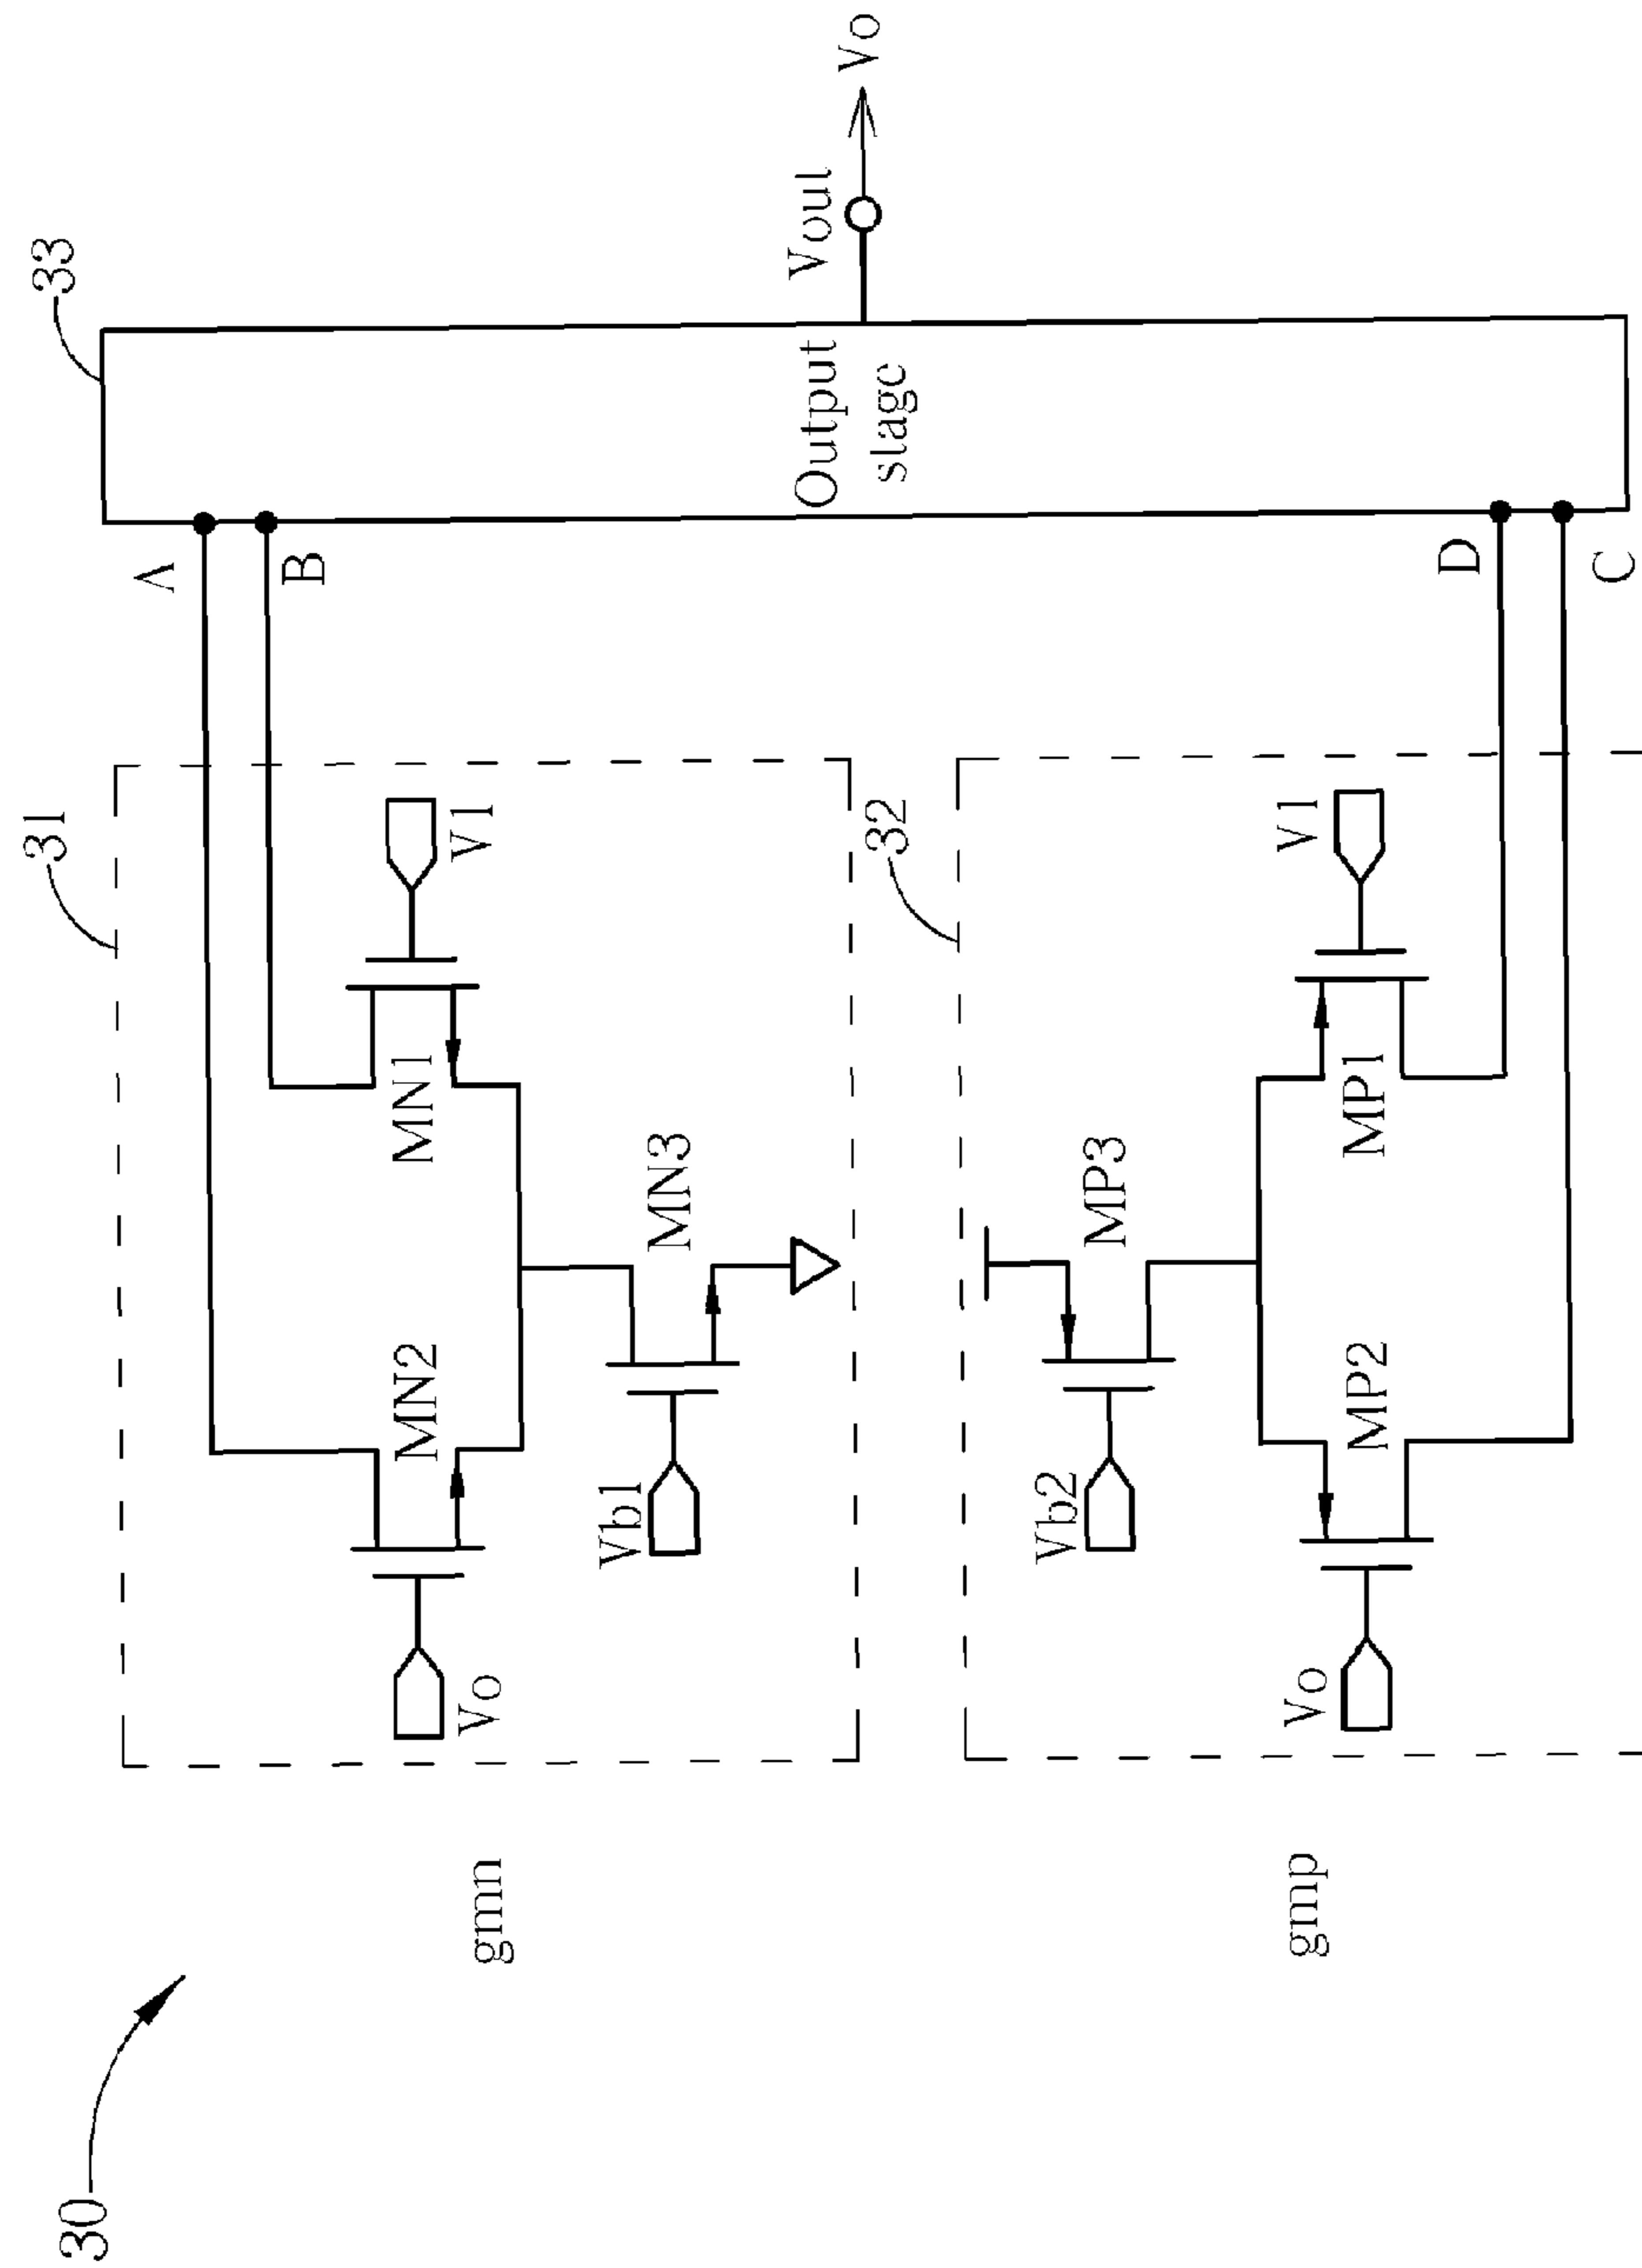 30
31
33
A
B
MN2
MN1
gmn
Vo
V1
Vb1
MN3
Vout
Output
stage
Vo
32
Vb2
MP3
gmp
Vo
V1
MP2
MP1
D
C